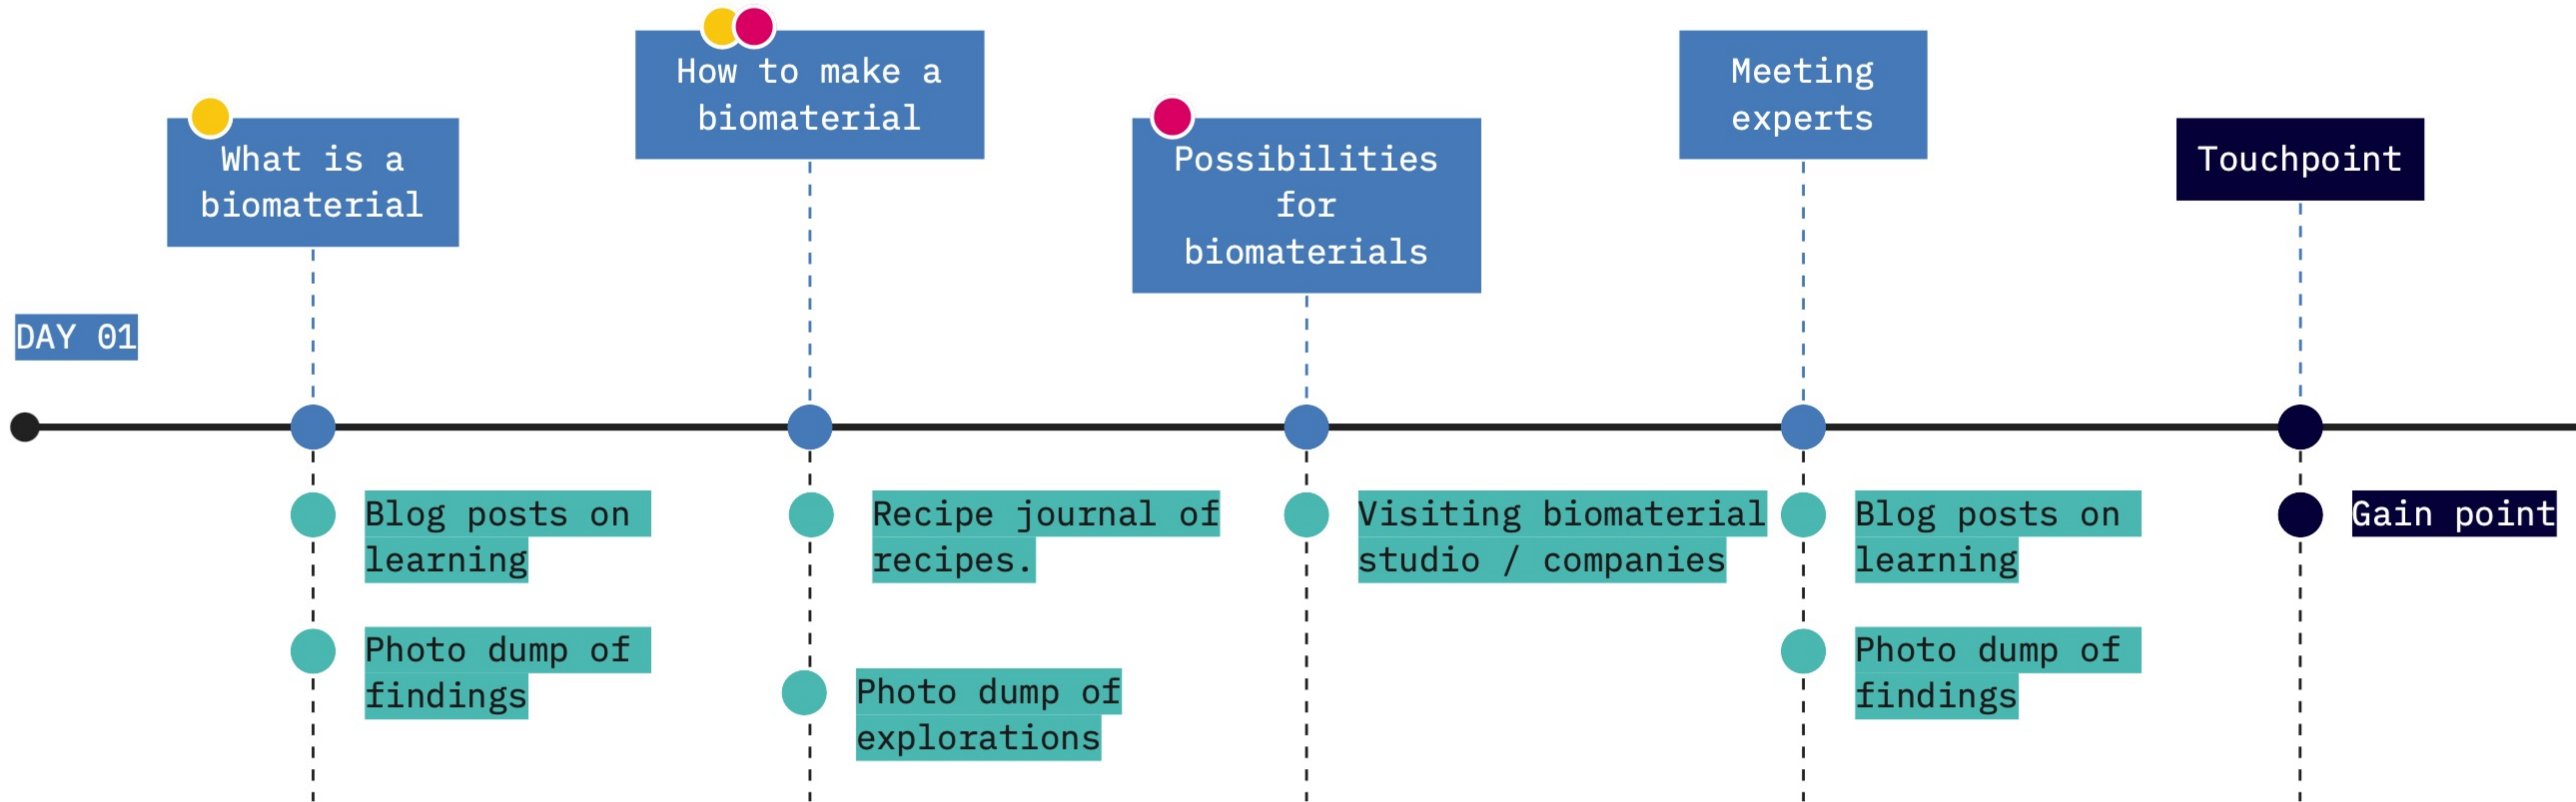 How to make a
biomaterial
Meeting
experts
What is a
biomaterial
Possibilities
for
biomaterials
Touchpoint
DAY 01
Blog posts on
learning
Photo dump of
findings
Recipe journal of
recipes.
Photo dump of
explorations
Visiting biomaterial
studio / companies
Blog posts on
learning
Photo dump of
findings
Gain point